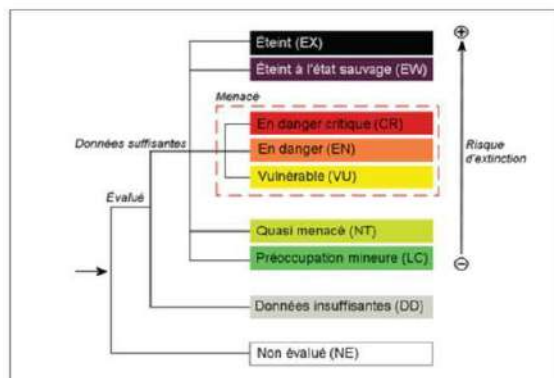 Éteint (EX)
Éteint à l'état sauvage (EW)
Menacé
En danger critique (CR)
Données suffisantes
En danger (EN)
Risque
d'extinction
Vulnérable (VU)
Évalué
Quasi menacé (NT)
Préoccupation mineure (LC)
Données insuffisantes (DD)
Non évalué (NE)